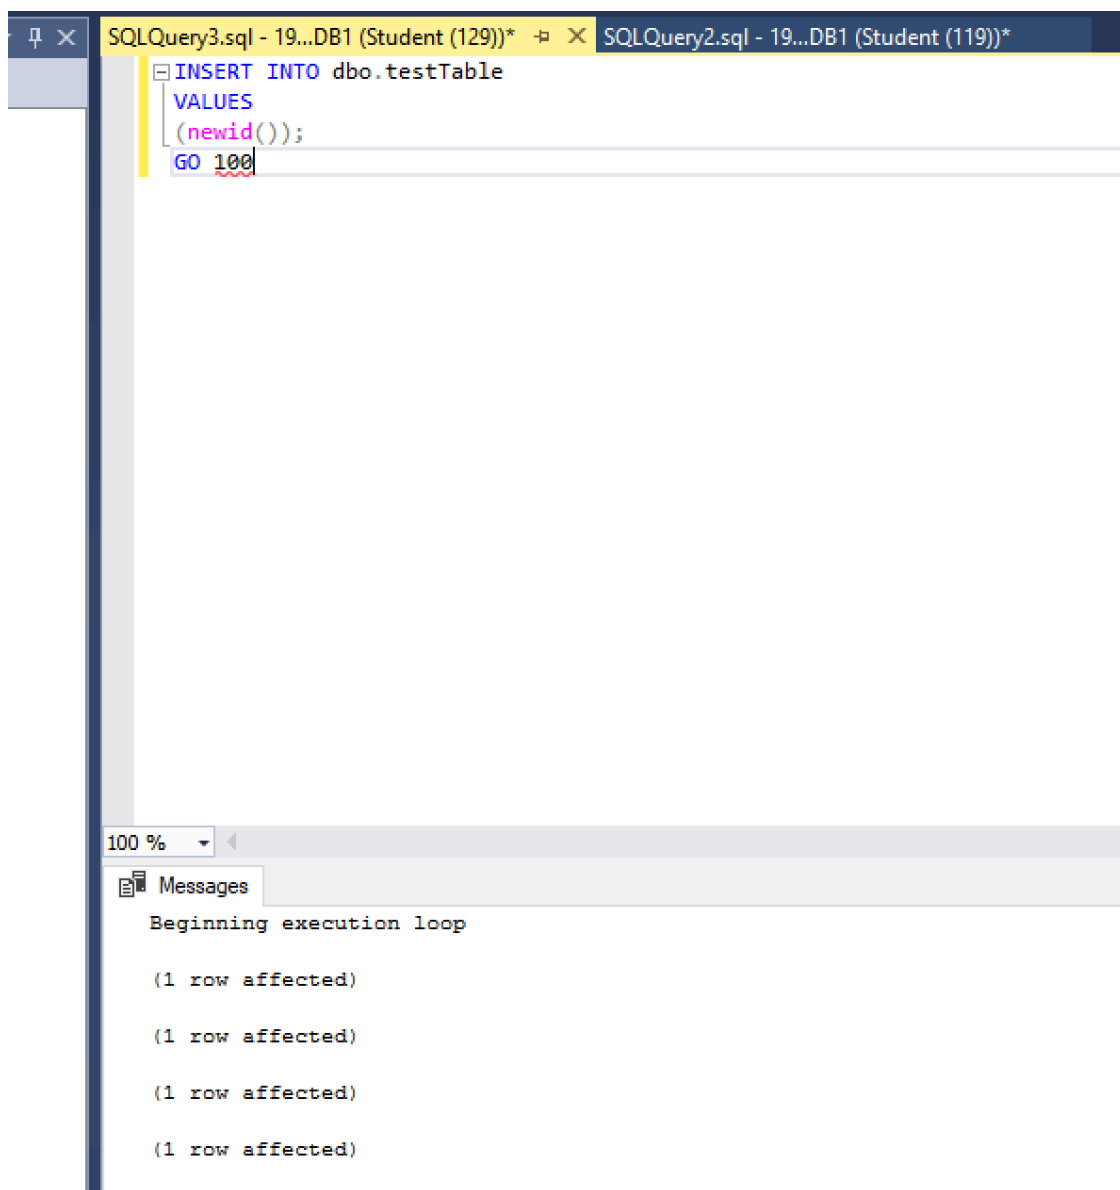 SQLQuery3.sql - 19...DB1 (Student (129))* SQLQuery2.sql - 19...DB1 (Student (119))*
INSERT INTO dbo.testTable
VALUES
(newid());
GO 100
100 %
Messages
Beginning execution loop
(1 row affected)
(1 row affected)
(1 row affected)
(1 row affected)